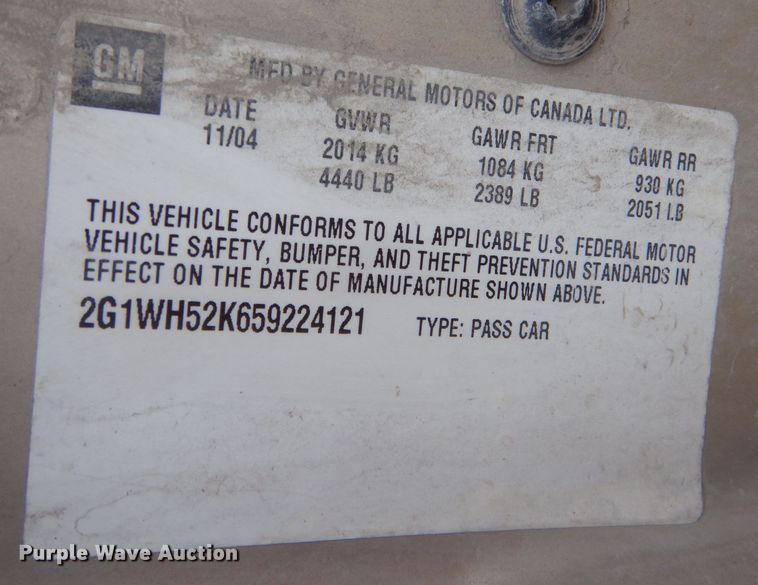 GM
MFD BY GENERAL MOTORS OF CANADA LTD.
DATE GVWR GAWR FRT GAWR RR
11/04 2014 KG 1084 KG 930 KG
4440 LB 2389 LB 2051 LB
THIS VEHICLE CONFORMS TO ALL APPLICABLE U.S. FEDERAL MOTOR
VEHICLE SAFETY, BUMPER, AND THEFT PREVENTION STANDARDS IN
EFFECT ON THE DATE OF MANUFACTURE SHOWN ABOVE.
2G1WH52K659224121 TYPE: PASS CAR
Purple Wave Auction